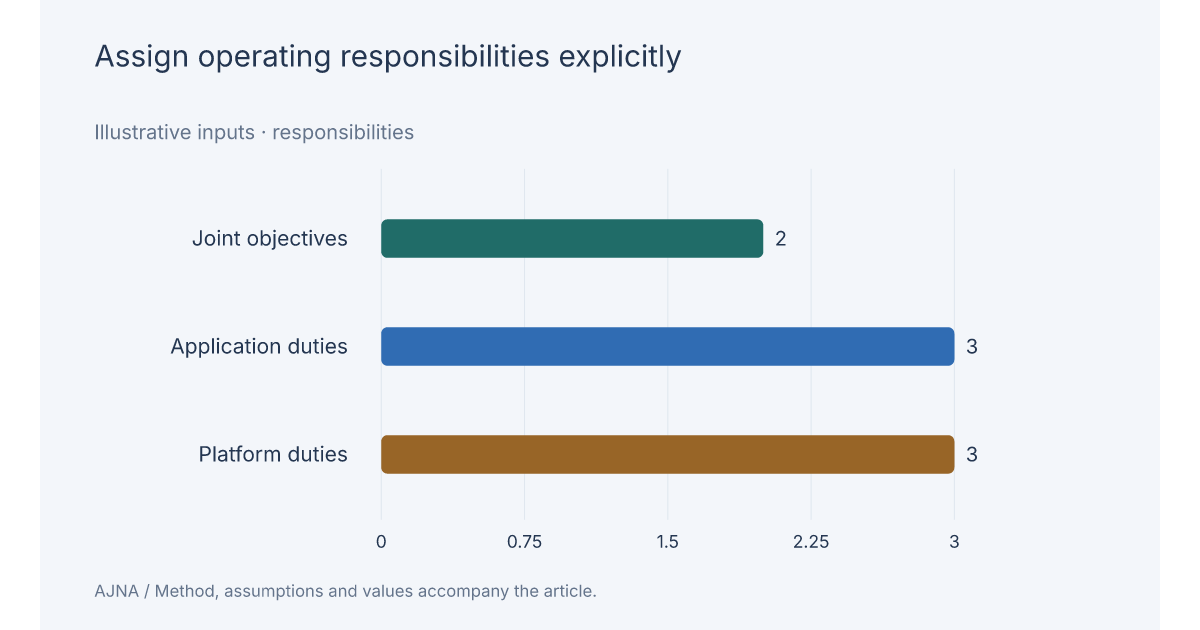 Assign operating responsibilities explicitly
Illustrative inputs · responsibilities
Joint objectives 2
Application duties 3
Platform duties 3
0 0.75 1.5 2.25 3
AJNA / Method, assumptions and values accompany the article.